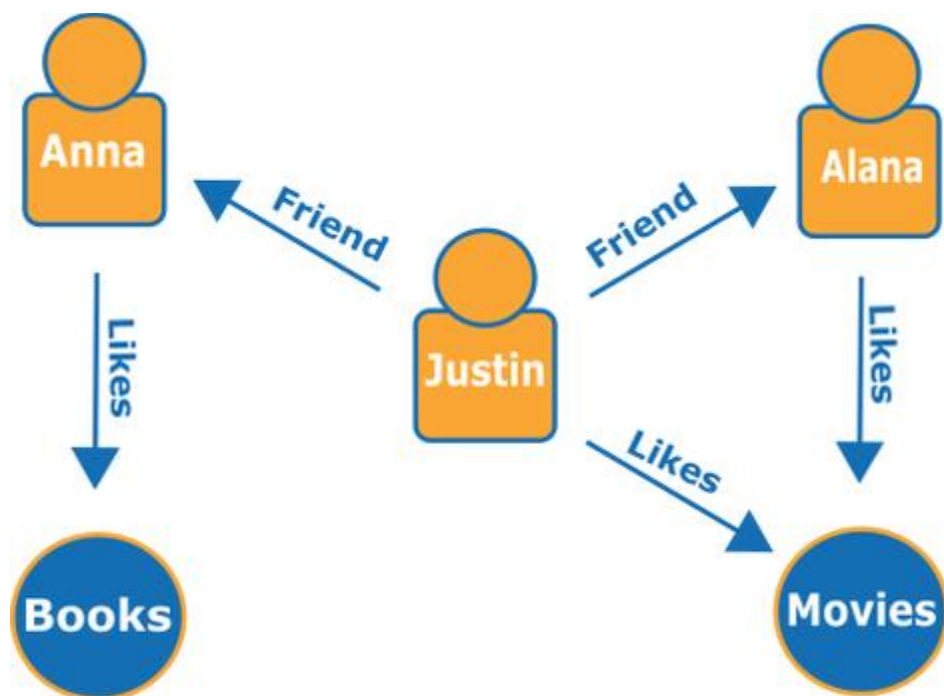 Anna
Alana
Friend
Friend
Justin
Likes
Likes
Likes
Books
Movies